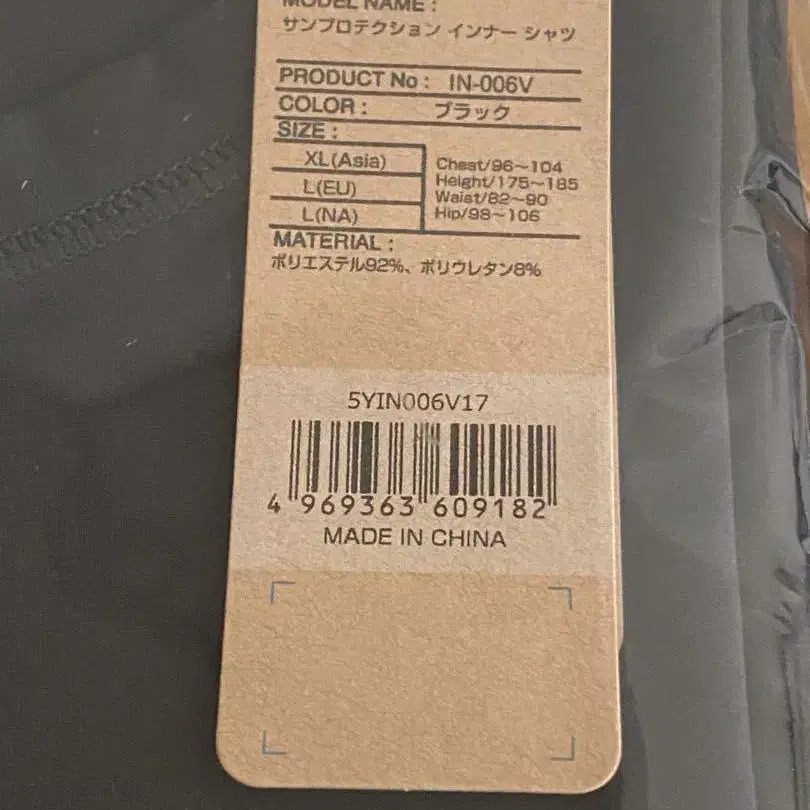 MODEL NAME :
サンプロテクション インナー シャツ
PRODUCT No : IN-006V
COLOR : ブラック
SIZE :
XL(Asia)
L(EU)
L(NA)
Chest/96~104
Height/175~185
Waist/82~90
Hip/98~106
MATERIAL :
ポリエステル92%、ポリウレタン8%
5YIN006V17
4 969363 609182
MADE IN CHINA